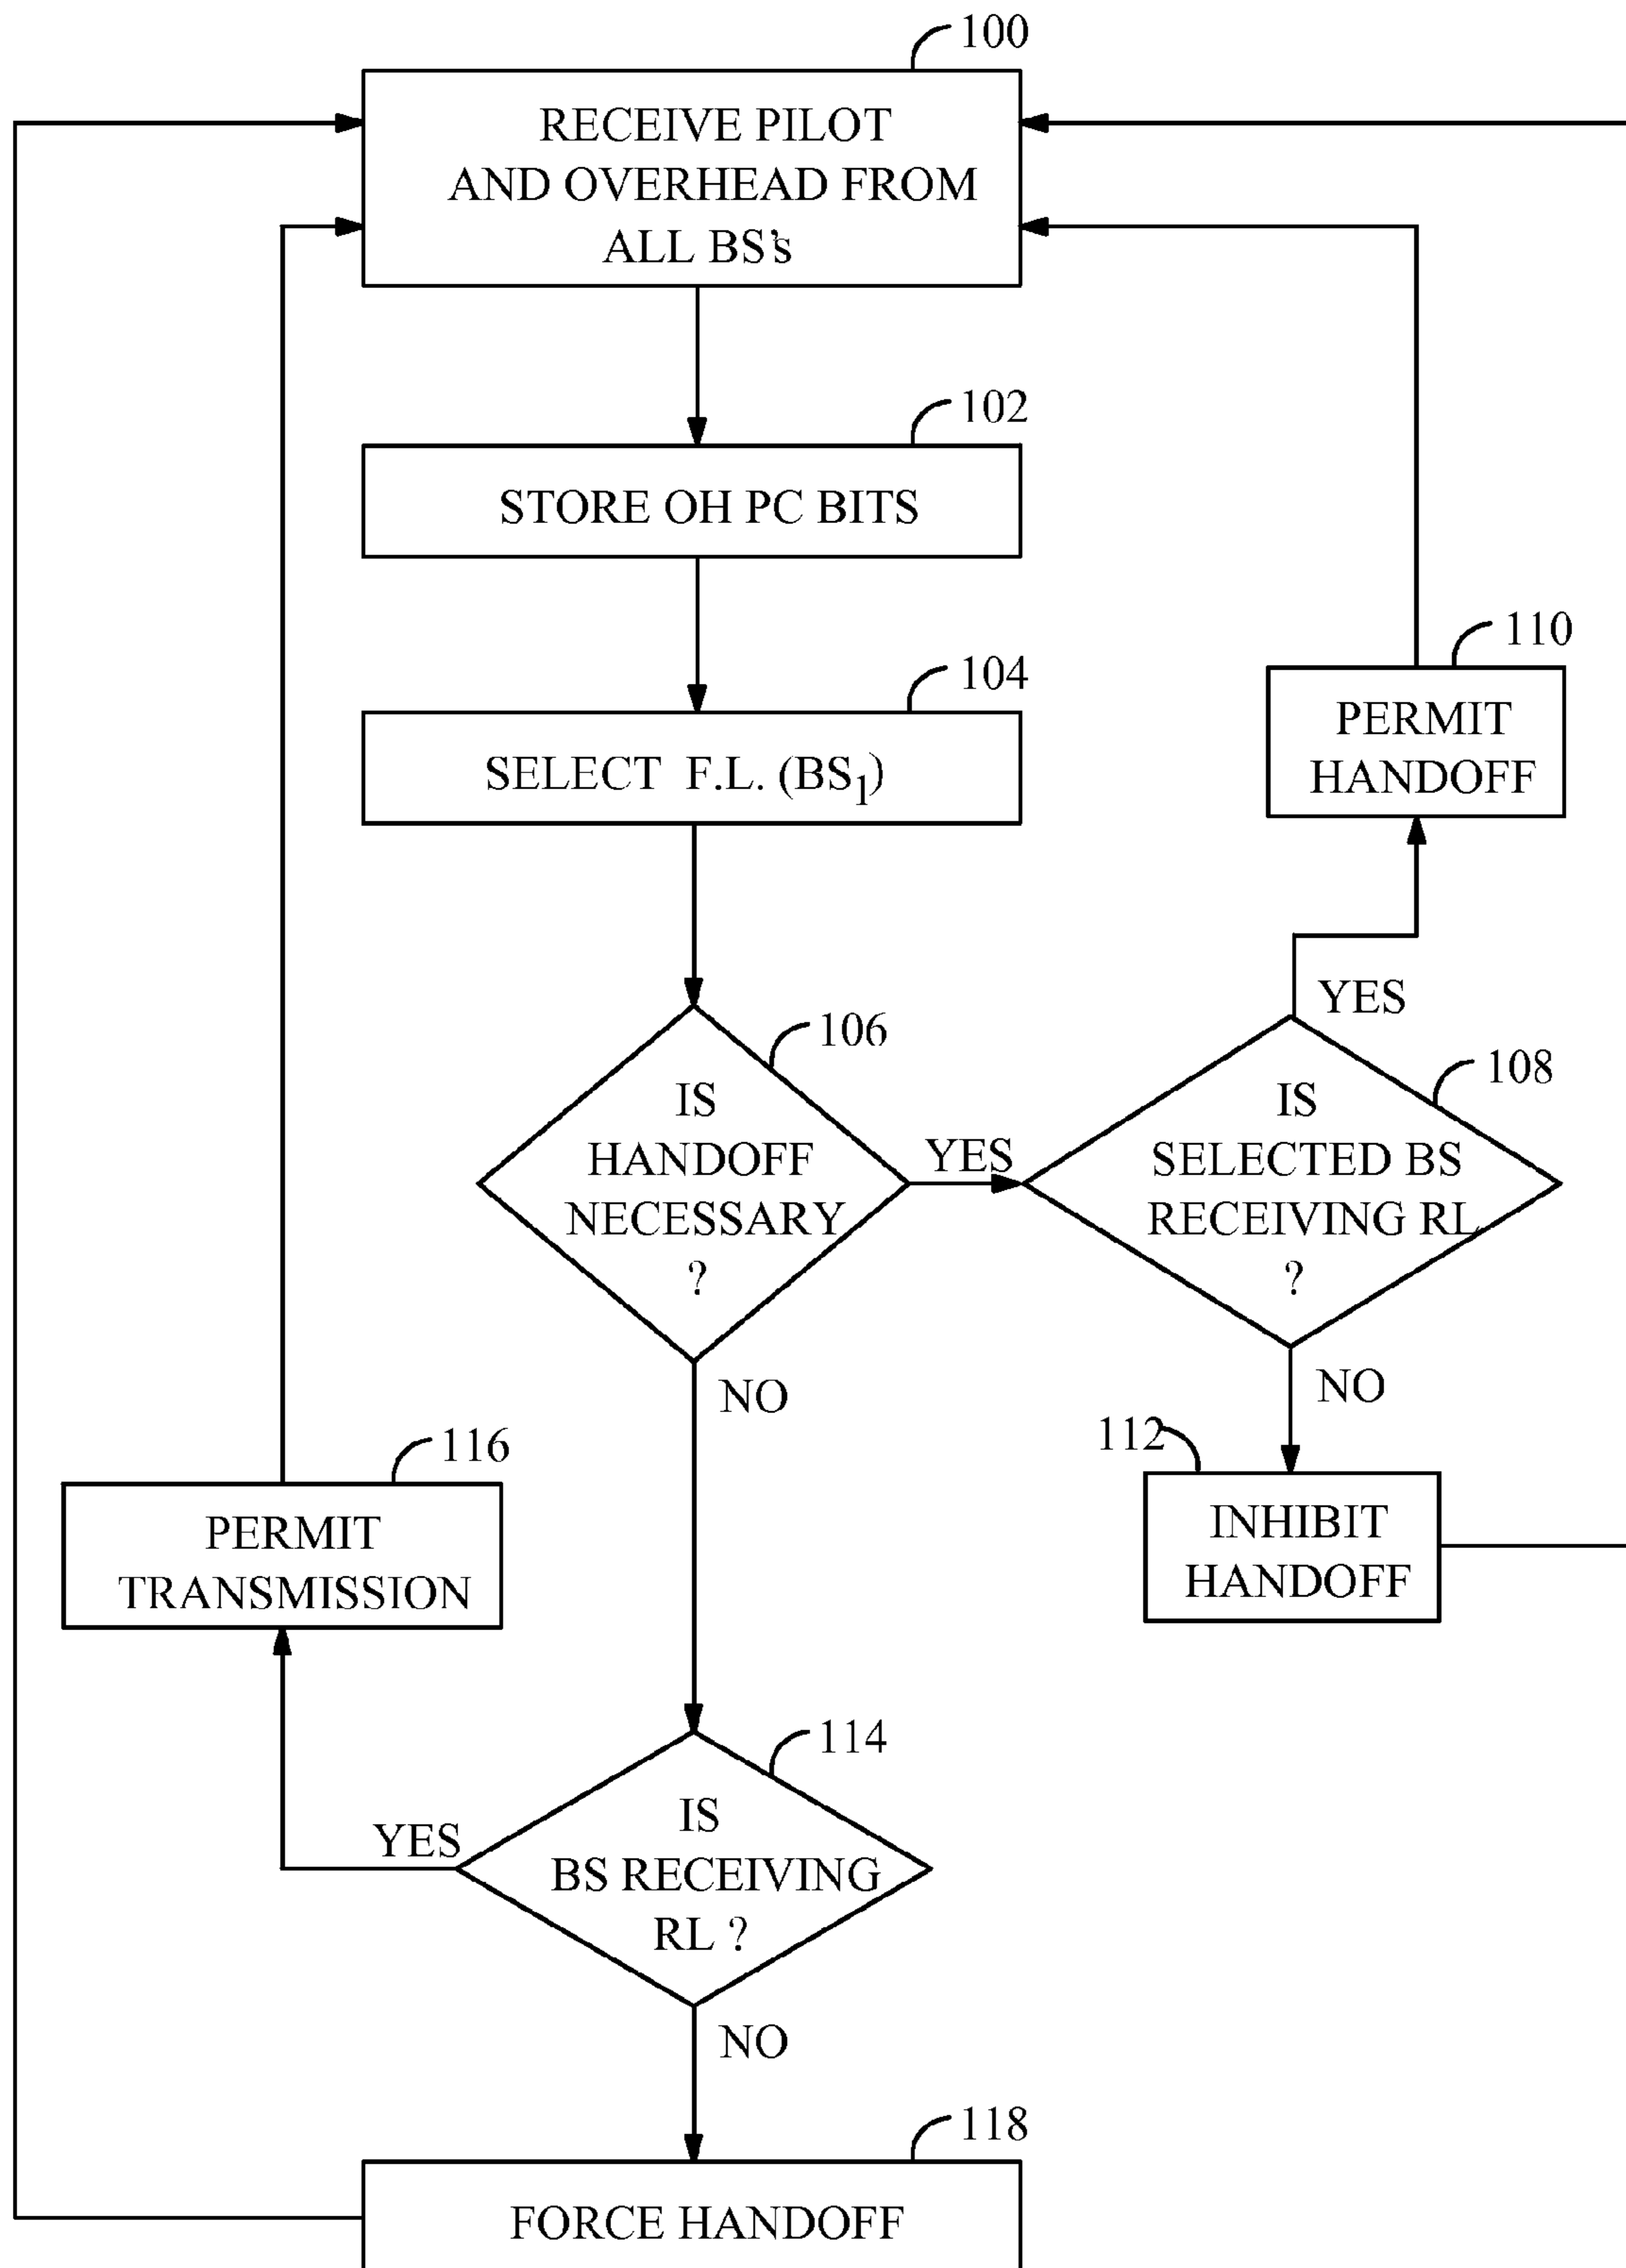 100
RECEIVE PILOT
AND OVERHEAD FROM
ALL BS's
102
STORE OH PC BITS
104
SELECT F.L. (BS1)
110
PERMIT
HANDOFF
106
IS
HANDOFF
NECESSARY
?
YES
NO
108
IS
SELECTED BS
RECEIVING RL
?
YES
NO
112
INHIBIT
HANDOFF
116
PERMIT
TRANSMISSION
114
IS
BS RECEIVING
RL ?
YES
NO
118
FORCE HANDOFF